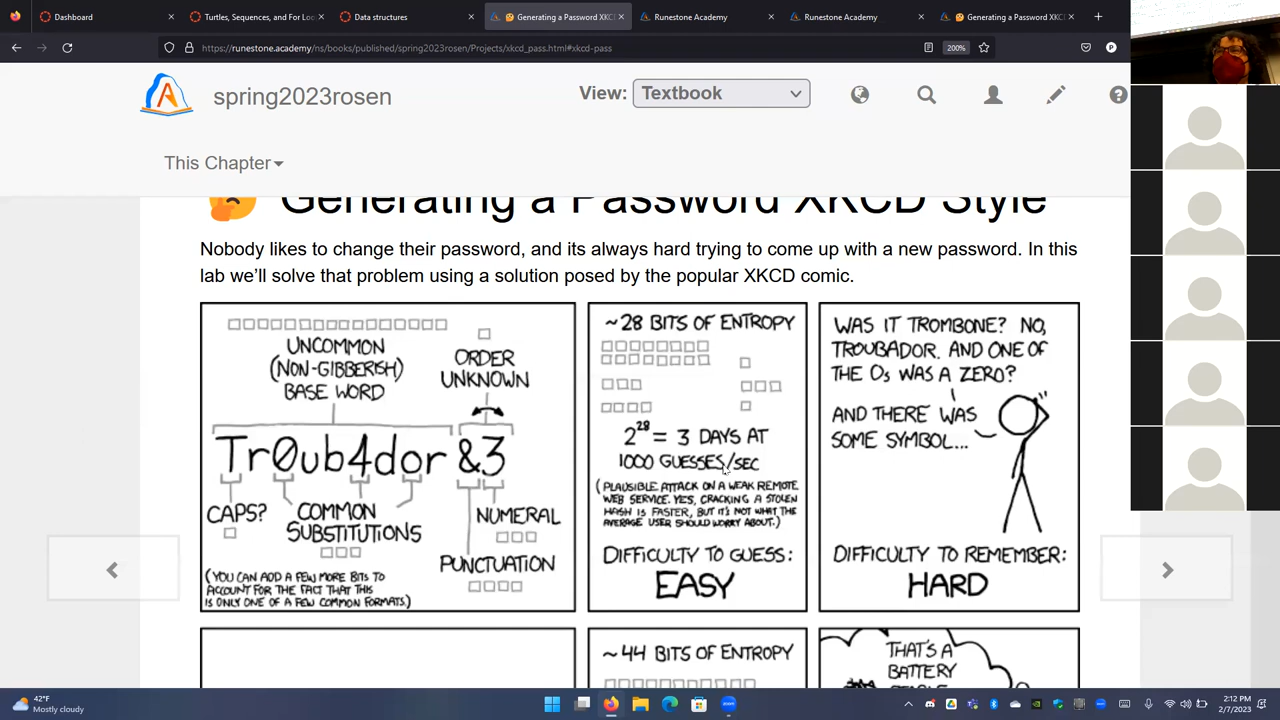 Dashboard
Turtles, Sequences, and For Loo
Data structures
Generating a Password XKCD
Runestone Academy
Runestone Academy
Generating a Password XKCD
https://runestone.academy/ns/books/published/spring2023rosen/Projects/xkcd_pass.html#xkcd-pass
200%
spring2023rosen
View:
Textbook
This Chapter
Generating a Password XKCD Style
Nobody likes to change their password, and its always hard trying to come up with a new password. In this
lab we'll solve that problem using a solution posed by the popular XKCD comic.
UNCOMMON
(NON-GIBBERISH)
BASE WORD
ORDER
UNKNOWN
Tr0ub4dor &3
CAPS?
COMMON
SUBSTITUTIONS
NUMERAL
PUNCTUATION
(YOU CAN ADD A FEW MORE BITS TO
ACCOUNT FOR THE FACT THAT THIS
IS ONLY ONE OF A FEW COMMON FORMATS.)
~28 BITS OF ENTROPY
2^28 = 3 DAYS AT
1000 GUESSES/SEC
(PLAUSIBLE ATTACK ON A WEAK REMOTE
WEB SERVICE. YES, CRACKING A STOLEN
HASH IS FASTER, BUT IT'S NOT WHAT THE
AVERAGE USER SHOULD WORRY ABOUT.)
DIFFICULTY TO GUESS:
EASY
WAS IT TROMBONE? NO,
TROUBADOR. AND ONE OF
THE Os WAS A ZERO?
AND THERE WAS
SOME SYMBOL...
DIFFICULTY TO REMEMBER:
HARD
~44 BITS OF ENTROPY
THAT'S A
BATTERY
42°F
Mostly cloudy
2:12 PM
2/7/2023